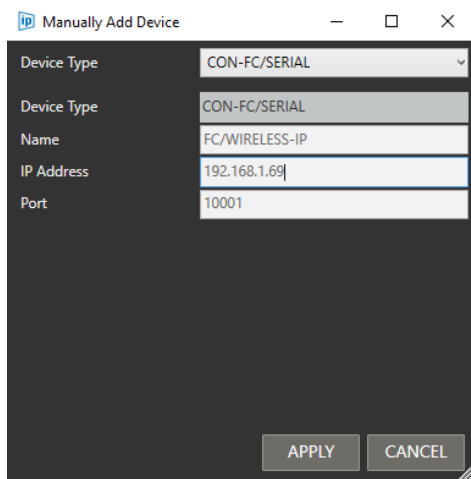 ip Manually Add Device
Device Type CON-FC/SERIAL
Device Type CON-FC/SERIAL
Name FC/WIRELESS-IP
IP Address 192.168.1.69
Port 10001
APPLY CANCEL